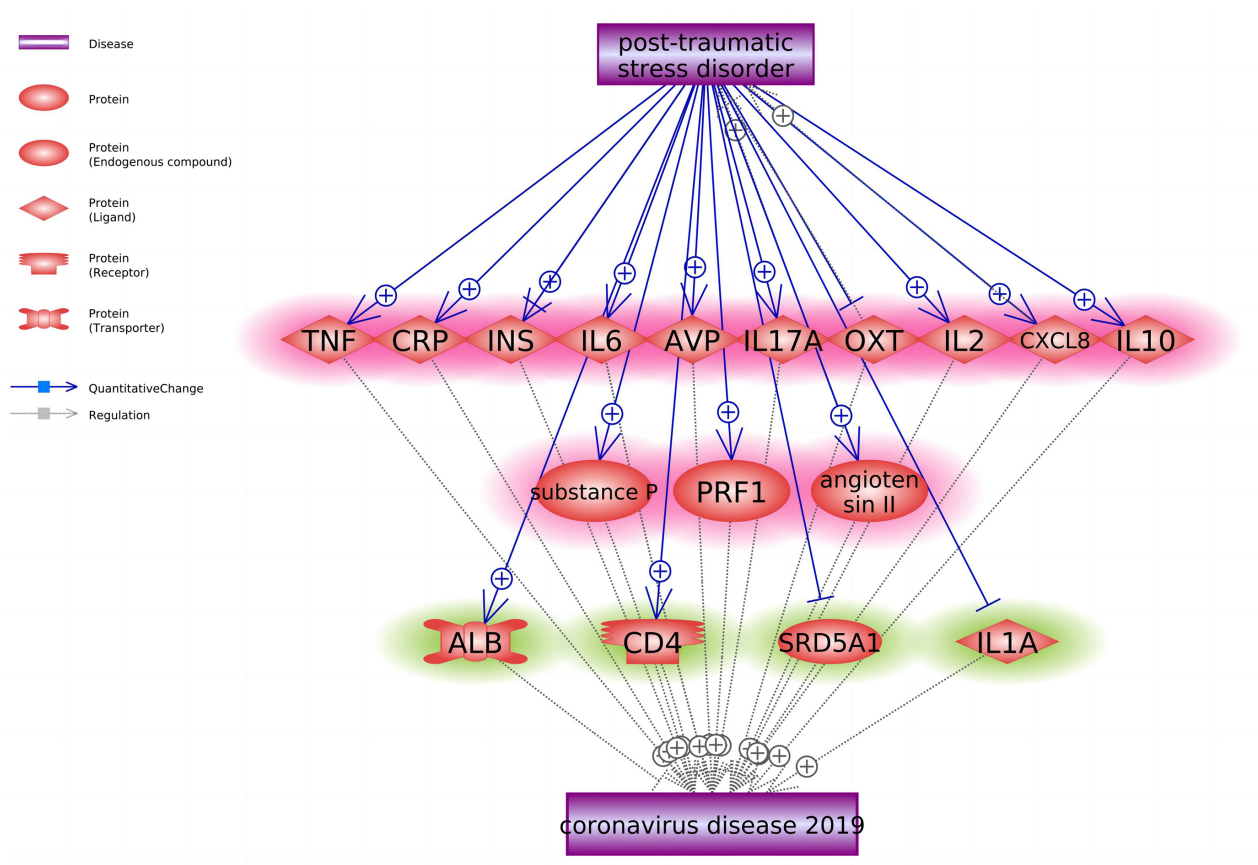 post-traumatic
stress disorder
Disease
Protein
Protein
(Endogenous compound)
Protein
(Ligand)
Protein
(Receptor)
Protein
(Transporter)
QuantitativeChange
Regulation
TNF CRP INS IL6 AVP IL17A OXT IL2 CXCL8 IL10
substance P PRF1 angioten
sin II
ALB CD4 SRD5A1 IL1A
coronavirus disease 2019